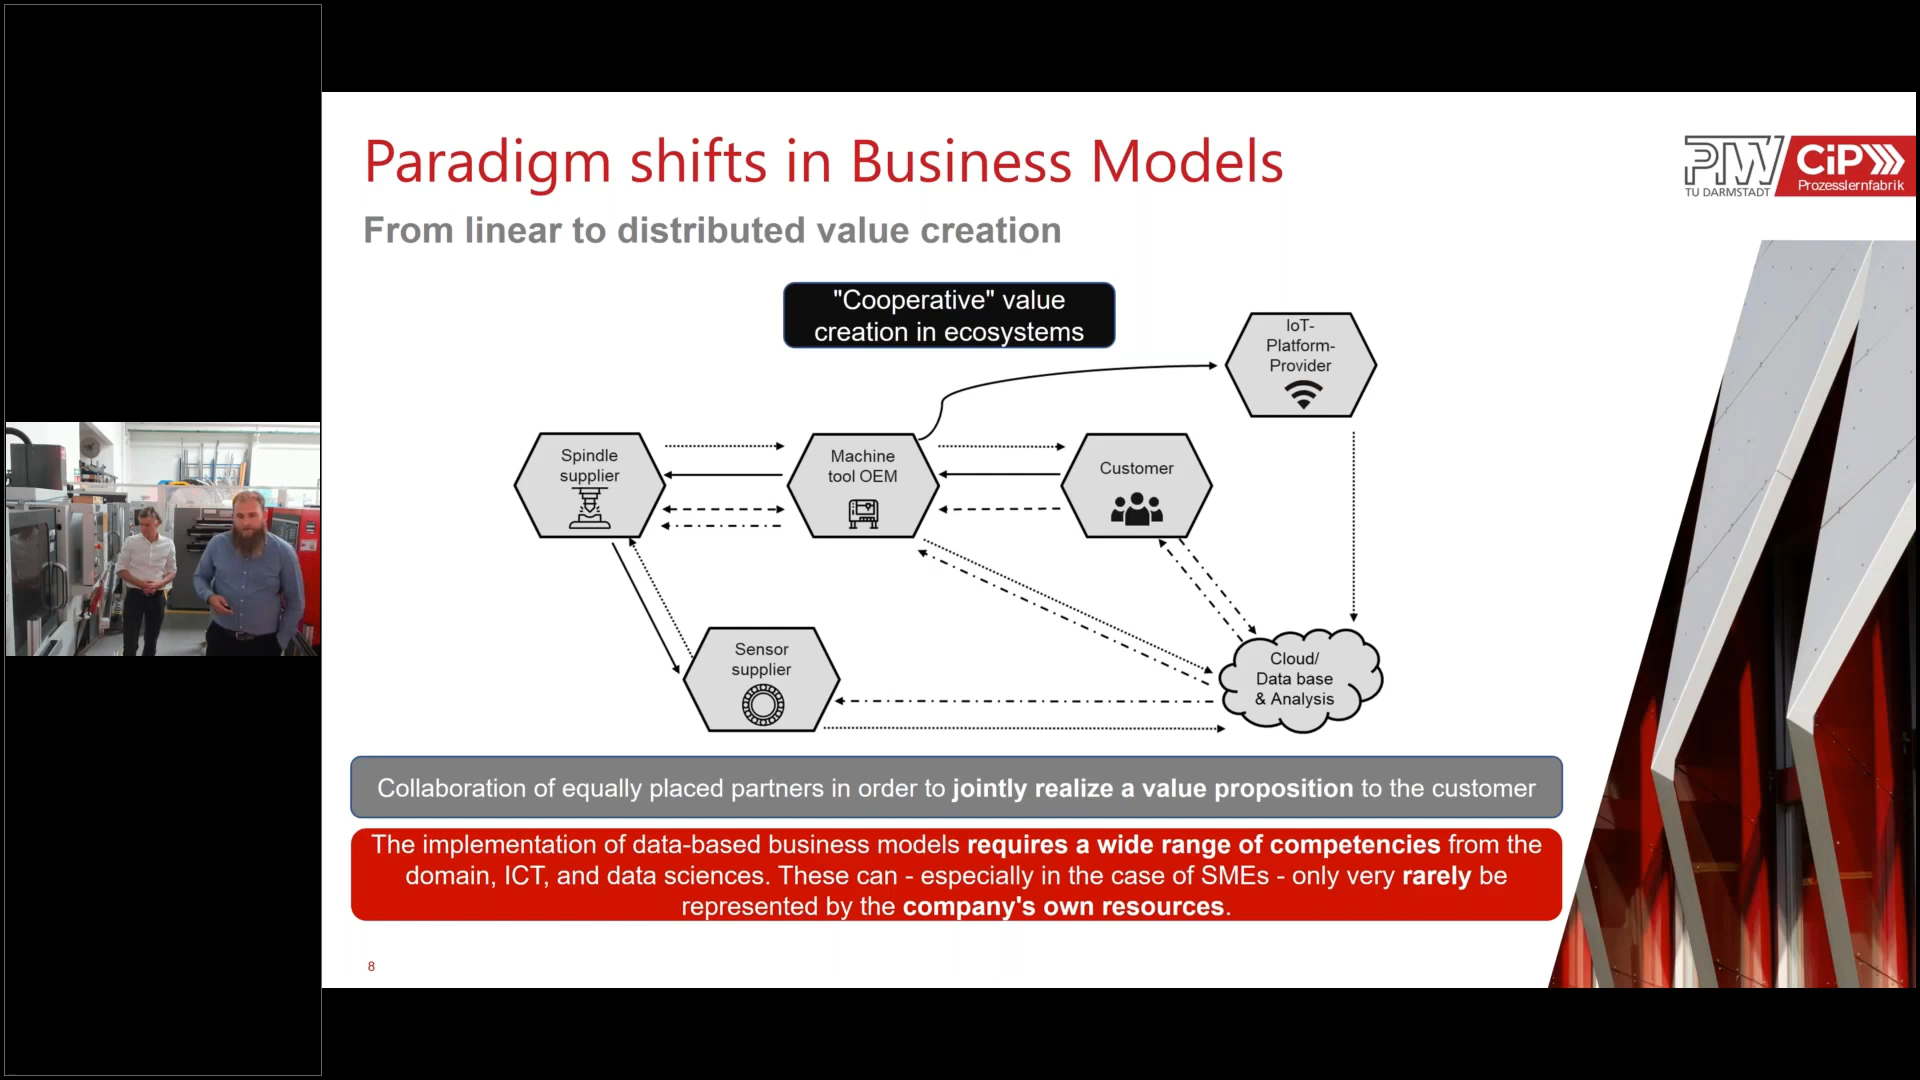 Paradigm shifts in Business Models
From linear to distributed value creation
PTW
TU DARMSTADT
CiP
Prozesslernfabrik
"Cooperative" value
creation in ecosystems
IoT-
Platform-
Provider
Spindle
supplier
Machine
tool OEM
Customer
Sensor
supplier
Cloud/
Data base
& Analysis
Collaboration of equally placed partners in order to jointly realize a value proposition to the customer
The implementation of data-based business models requires a wide range of competencies from the
domain, ICT, and data sciences. These can - especially in the case of SMEs - only very rarely be
represented by the company's own resources.
8